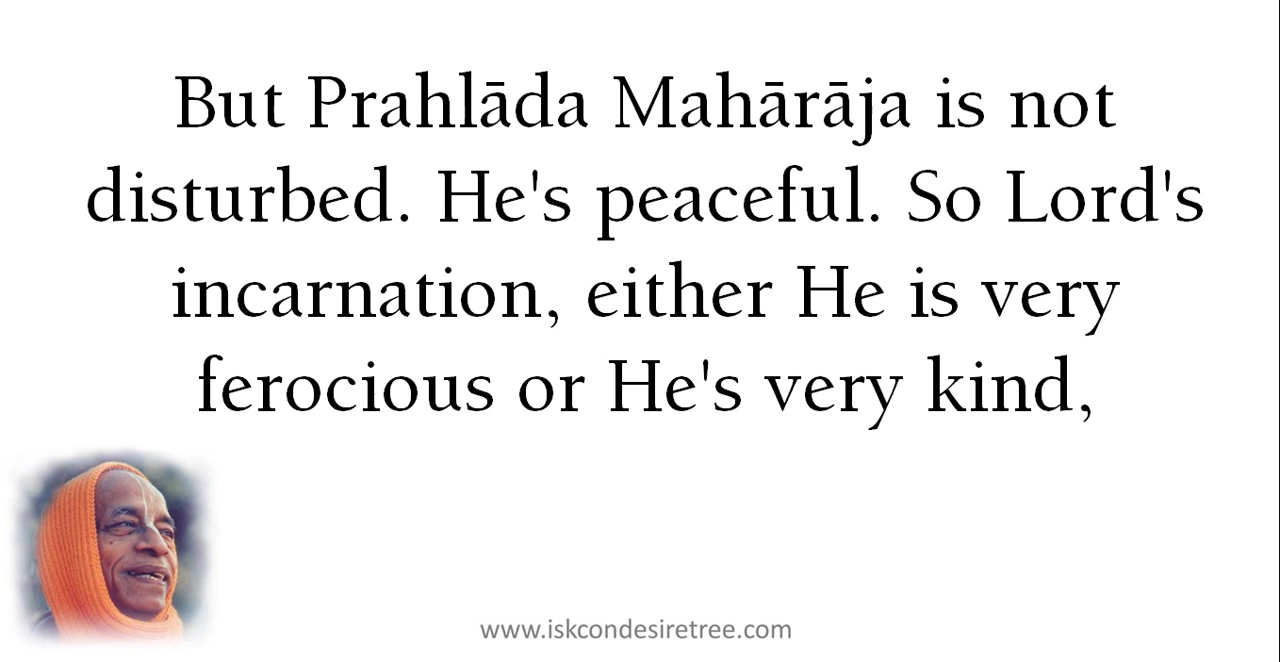 But Prahlāda Mahārāja is not
disturbed. He's peaceful. So Lord's
incarnation, either He is very
ferocious or He's very kind,
www.iskcondesiretree.com